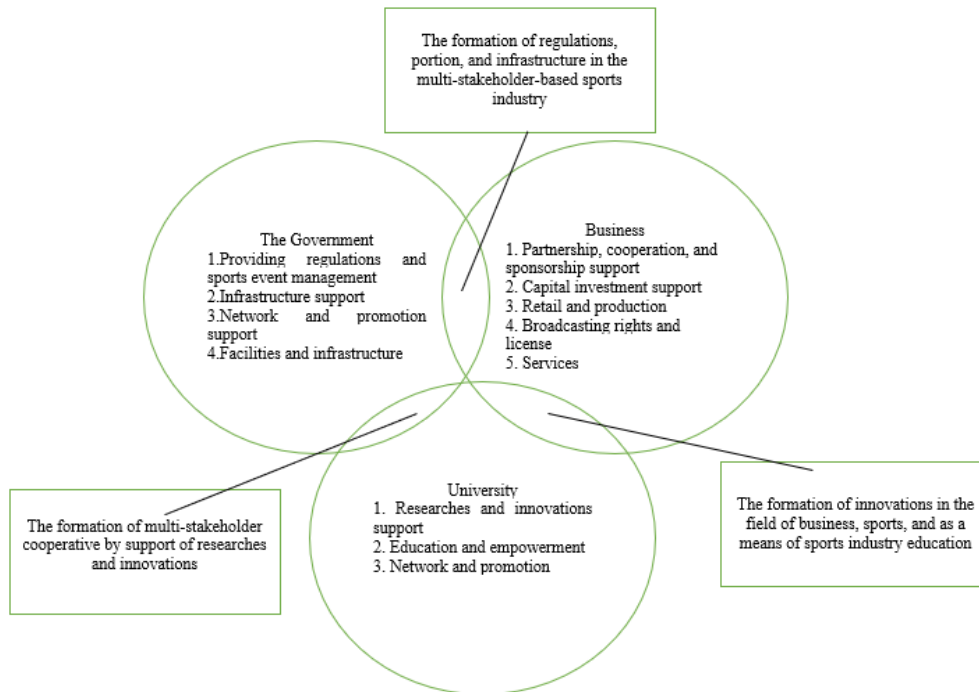 The formation of regulations,
portion, and infrastructure in the
multi-stakeholder-based sports
industry
The Government
1.Providing regulations and
sports event management
2.Infrastructure support
3.Network and promotion
support
4.Facilities and infrastructure
Business
1. Partnership, cooperation, and
sponsorship support
2. Capital investment support
3. Retail and production
4. Broadcasting rights and
license
5. Services
University
1. Researches and innovations
support
2. Education and empowerment
3. Network and promotion
The formation of multi-stakeholder
cooperative by support of researches
and innovations
The formation of innovations in the
field of business, sports, and as a
means of sports industry education